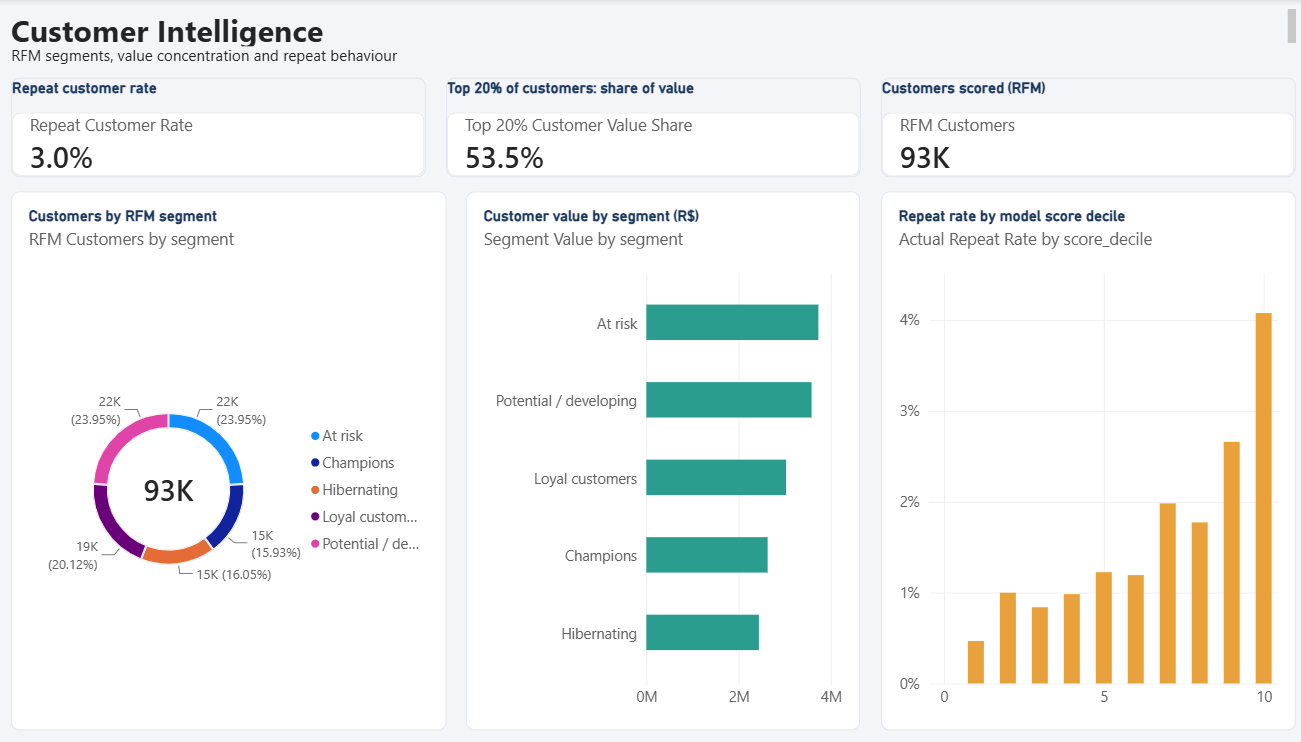 Customer Intelligence
RFM segments, value concentration and repeat behaviour
Repeat customer rate
Repeat Customer Rate
3.0%
Top 20% of customers: share of value
Top 20% Customer Value Share
53.5%
Customers scored (RFM)
RFM Customers
93K
Customers by RFM segment
RFM Customers by segment
22K
(23.95%)
22K
(23.95%)
93K
19K
(20.12%)
15K
(15.93%)
15K (16.05%)
At risk
Champions
Hibernating
Loyal custom...
Potential / de...
Customer value by segment (R$)
Segment Value by segment
At risk
Potential / developing
Loyal customers
Champions
Hibernating
0M
2M
4M
Repeat rate by model score decile
Actual Repeat Rate by score_decile
4%
3%
2%
1%
0%
0
5
10